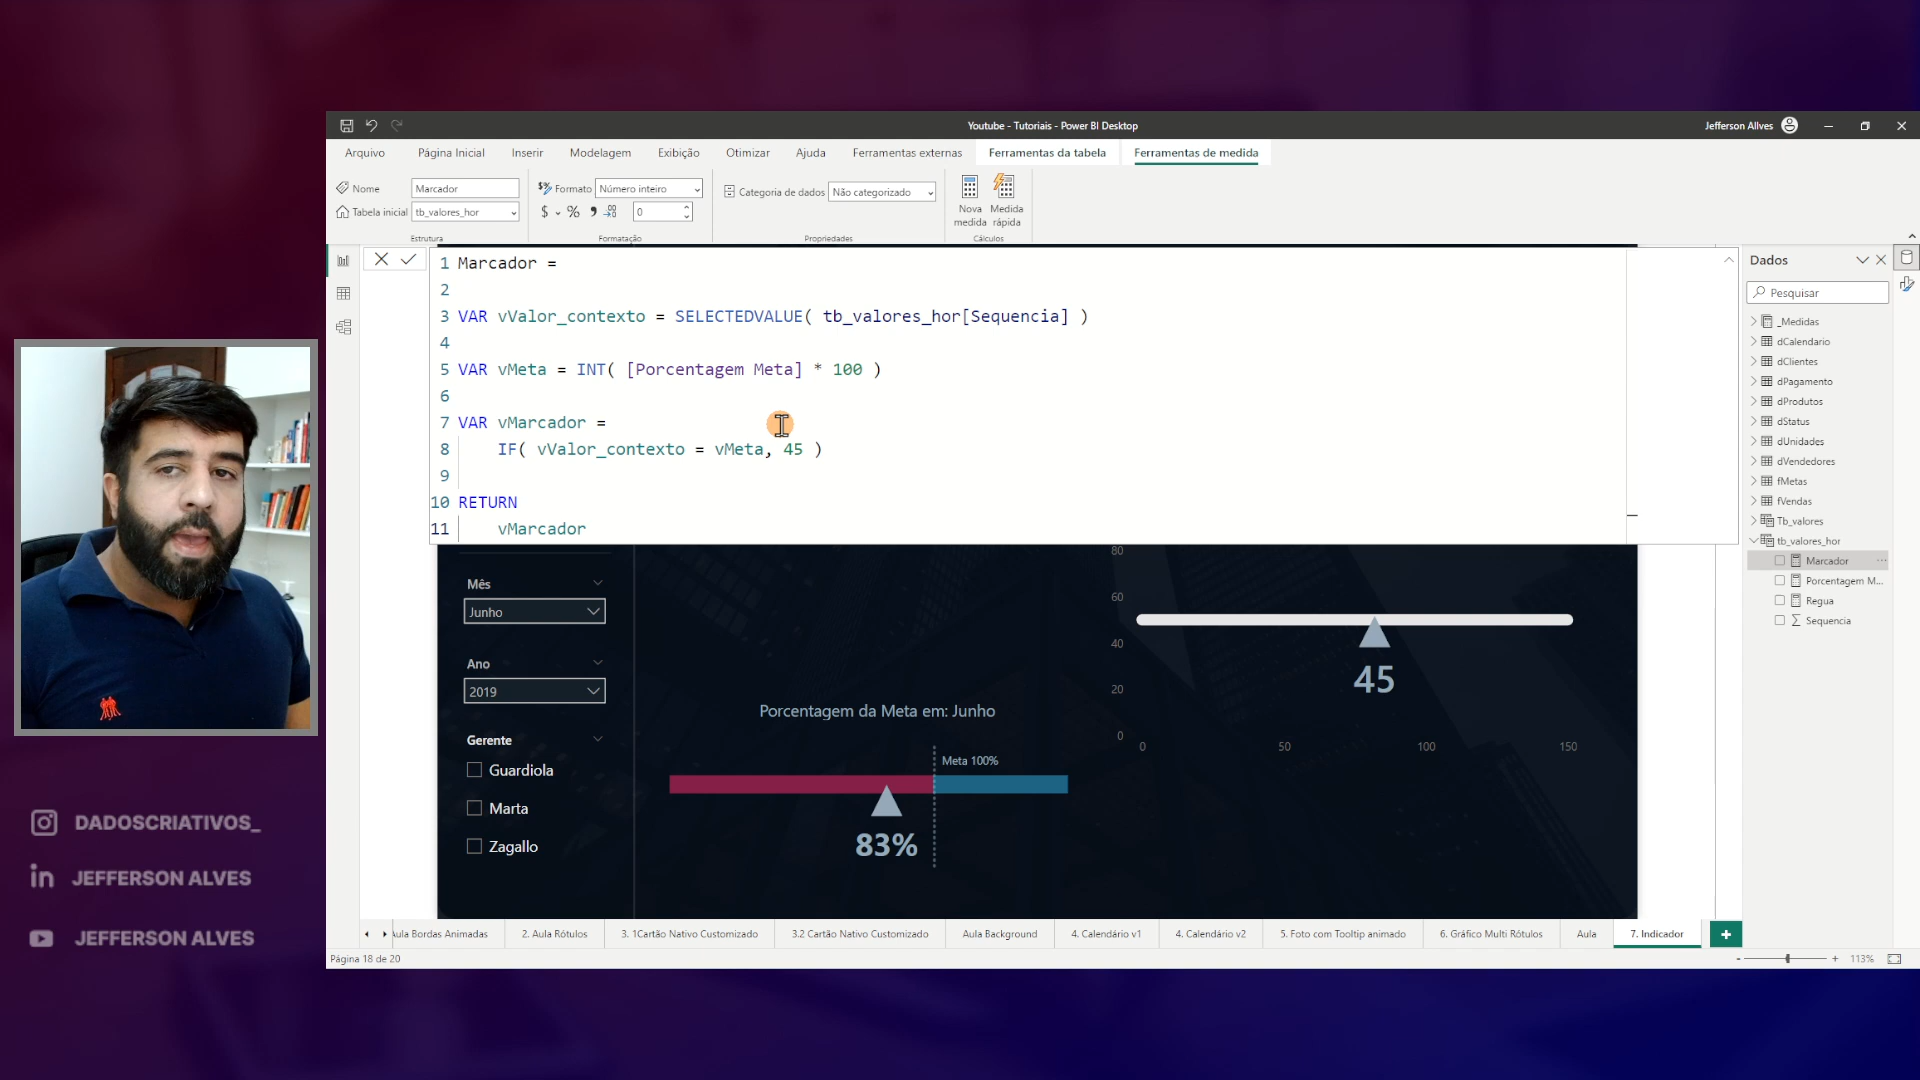 Youtube - Tutoriais - Power BI Desktop
Jefferson Allves
Arquivo
Página Inicial
Inserir
Modelagem
Exibição
Otimizar
Ajuda
Ferramentas externas
Ferramentas da tabela
Ferramentas de medida
Nome
Marcador
Formato
Número inteiro
Categoria de dados
Não categorizado
Tabela inicial
tb_valores_hor
$
%
0
Nova medida
Medida rápida
Estrutura
Formatação
Propriedades
Cálculos
1 Marcador =
2
3 VAR vValor_contexto = SELECTEDVALUE( tb_valores_hor[Sequencia] )
4
5 VAR vMeta = INT( [Porcentagem Meta] * 100 )
6
7 VAR vMarcador =
8 IF( vValor_contexto = vMeta, 45 )
9
10 RETURN
11 vMarcador
Dados
Pesquisar
_Medidas
dCalendario
dClientes
dPagamento
dProdutos
dStatus
dUnidades
dVendedores
fMetas
fVendas
Tb_valores
tb_valores_hor
Marcador
Porcentagem M...
Regua
Sequencia
Mês
Junho
Ano
2019
Gerente
Guardiola
Marta
Zagallo
Porcentagem da Meta em: Junho
Meta 100%
83%
80
60
40
20
0
45
0
50
100
150
ula Bordas Animadas
2. Aula Rótulos
3. 1Cartão Nativo Customizado
3.2 Cartão Nativo Customizado
Aula Background
4. Calendário v1
4. Calendário v2
5. Foto com Tooltip animado
6. Gráfico Multi Rótulos
Aula
7. Indicador
+
Página 18 de 20
- + 113%
DADOSCRIATIVOS_
in JEFFERSON ALVES
JEFFERSON ALVES